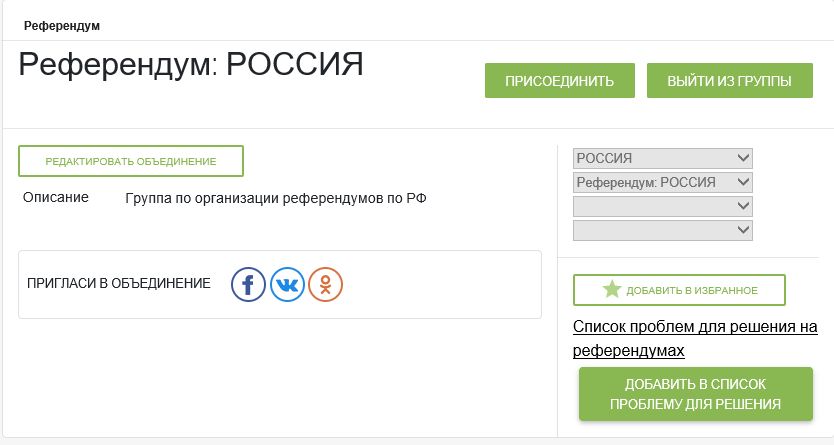 Референдум
Референдум: РОССИЯ
ПРИСОЕДИНИТЬ
ВЫЙТИ ИЗ ГРУППЫ
РЕДАКТИРОВАТЬ ОБЪЕДИНЕНИЕ
Описание
Группа по организации референдумов по РФ
ПРИГЛАСИ В ОБЪЕДИНЕНИЕ
РОССИЯ
Референдум: РОССИЯ
ДОБАВИТЬ В ИЗБРАННОЕ
Список проблем для решения на
референдумах
ДОБАВИТЬ В СПИСОК
ПРОБЛЕМУ ДЛЯ РЕШЕНИЯ